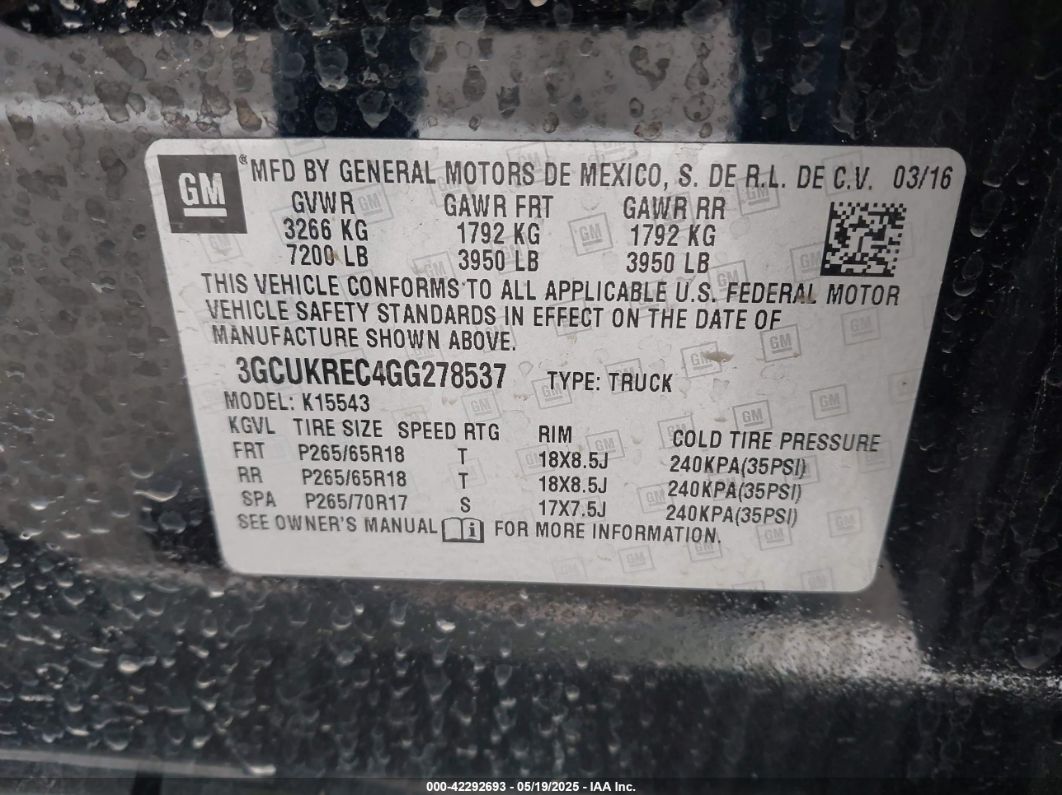 GM ® MFD BY GENERAL MOTORS DE MEXICO, S. DE R.L. DE C.V. 03/16
GVWR GAWR FRT GAWR RR
3266 KG 1792 KG 1792 KG
7200 LB 3950 LB 3950 LB
THIS VEHICLE CONFORMS TO ALL APPLICABLE U.S. FEDERAL MOTOR
VEHICLE SAFETY STANDARDS IN EFFECT ON THE DATE OF
MANUFACTURE SHOWN ABOVE.
3GCUKREC4GG278537 TYPE: TRUCK
MODEL: K15543
KGVL TIRE SIZE SPEED RTG RIM COLD TIRE PRESSURE
FRT P265/65R18 T 18X8.5J 240KPA(35PSI)
RR P265/65R18 T 18X8.5J 240KPA(35PSI)
SPA P265/70R17 S 17X7.5J 240KPA(35PSI)
SEE OWNER'S MANUAL i FOR MORE INFORMATION.
000-42292693 - 05/19/2025 - IAA Inc.